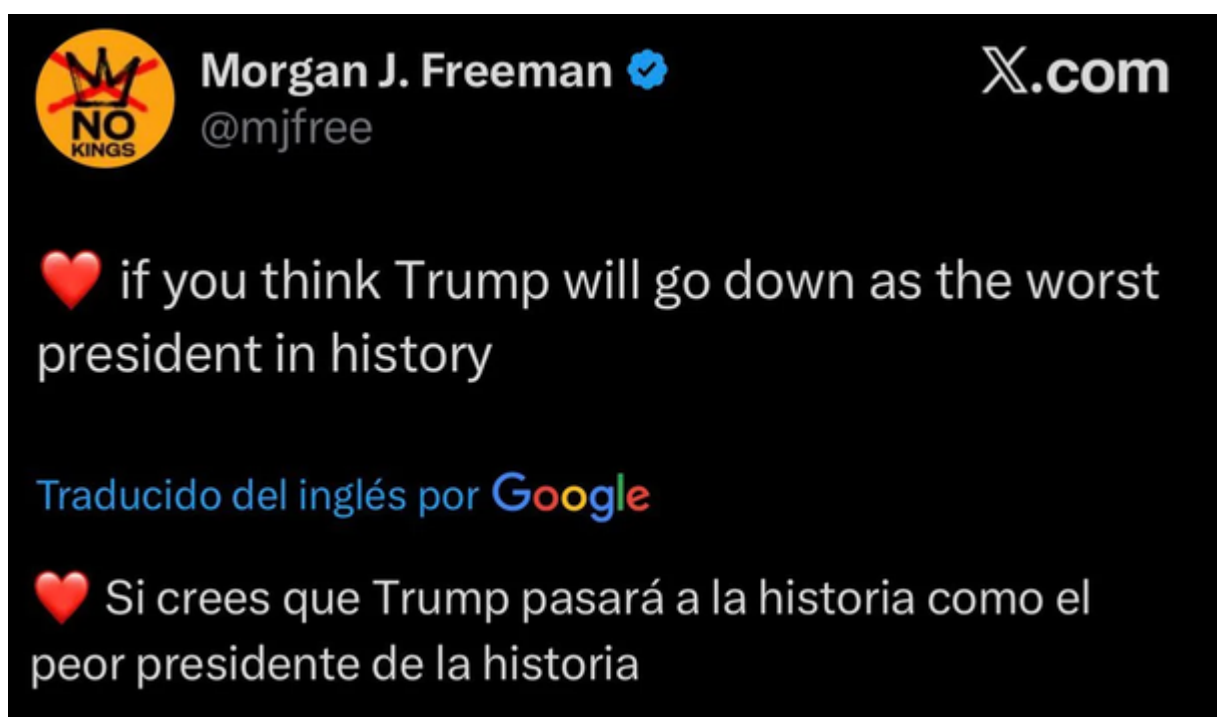 NO
KINGS
Morgan J. Freeman
@mjfree
X.com
❤️ if you think Trump will go down as the worst
president in history
Traducido del inglés por Google
❤️ Si crees que Trump pasará a la historia como el
peor presidente de la historia